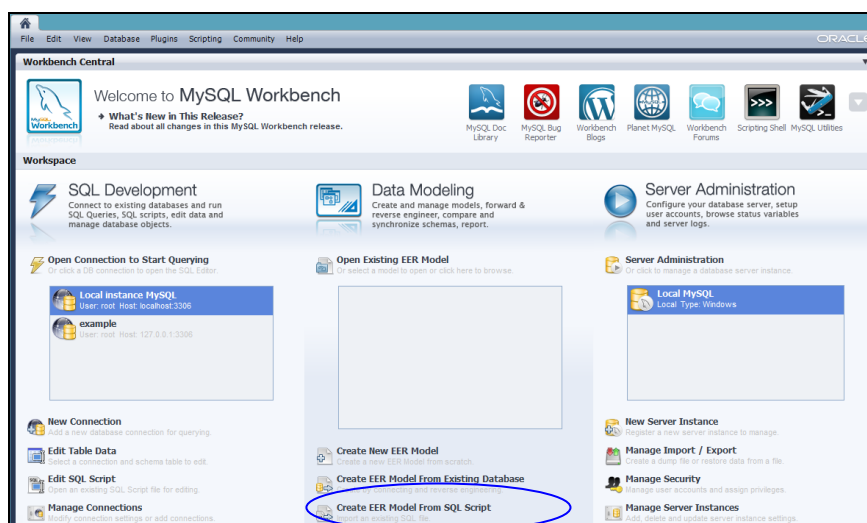 File Edit View Database Plugins Scripting Community Help
ORACLE
Workbench Central
MySQL
Workbench
Welcome to MySQL Workbench
What's New in This Release?
Read about all changes in this MySQL Workbench release.
MySQL Doc
Library
MySQL Bug
Reporter
Workbench
Blogs
Planet MySQL
Workbench
Forums
Scripting Shell
MySQL Utilities
Workspace
SQL Development
Connect to existing databases and run
SQL Queries, SQL scripts, edit data and
manage database objects.
Open Connection to Start Querying
Or click a DB connection to open the SQL Editor.
Local instance MySQL
User: root Host: localhost:3306
example
User: root Host: 127.0.0.1:3306
New Connection
Add a new database connection for querying.
Edit Table Data
Select a connection and schema table to edit.
Edit SQL Script
Open an existing SQL Script file for editing.
Manage Connections
Modify connection settings or add connections.
Data Modeling
Create and manage models, forward &
reverse engineer, compare and
synchronize schemas, report.
Open Existing EER Model
Or select a model to open or click here to browse.
Create New EER Model
Create a new EER Model from scratch.
Create EER Model From Existing Database
by connecting and reverse engineering.
Create EER Model From SQL Script
Import an existing SQL file.
Server Administration
Configure your database server, setup
user accounts, browse status variables
and server logs.
Server Administration
Or click to manage a database server instance.
Local MySQL
Local Type: Windows
New Server Instance
Register a new server instance to manage.
Manage Import / Export
Create a dump file or restore data from a file.
Manage Security
Manage user accounts and assign privileges.
Manage Server Instances
Add, delete and update server instance settings.